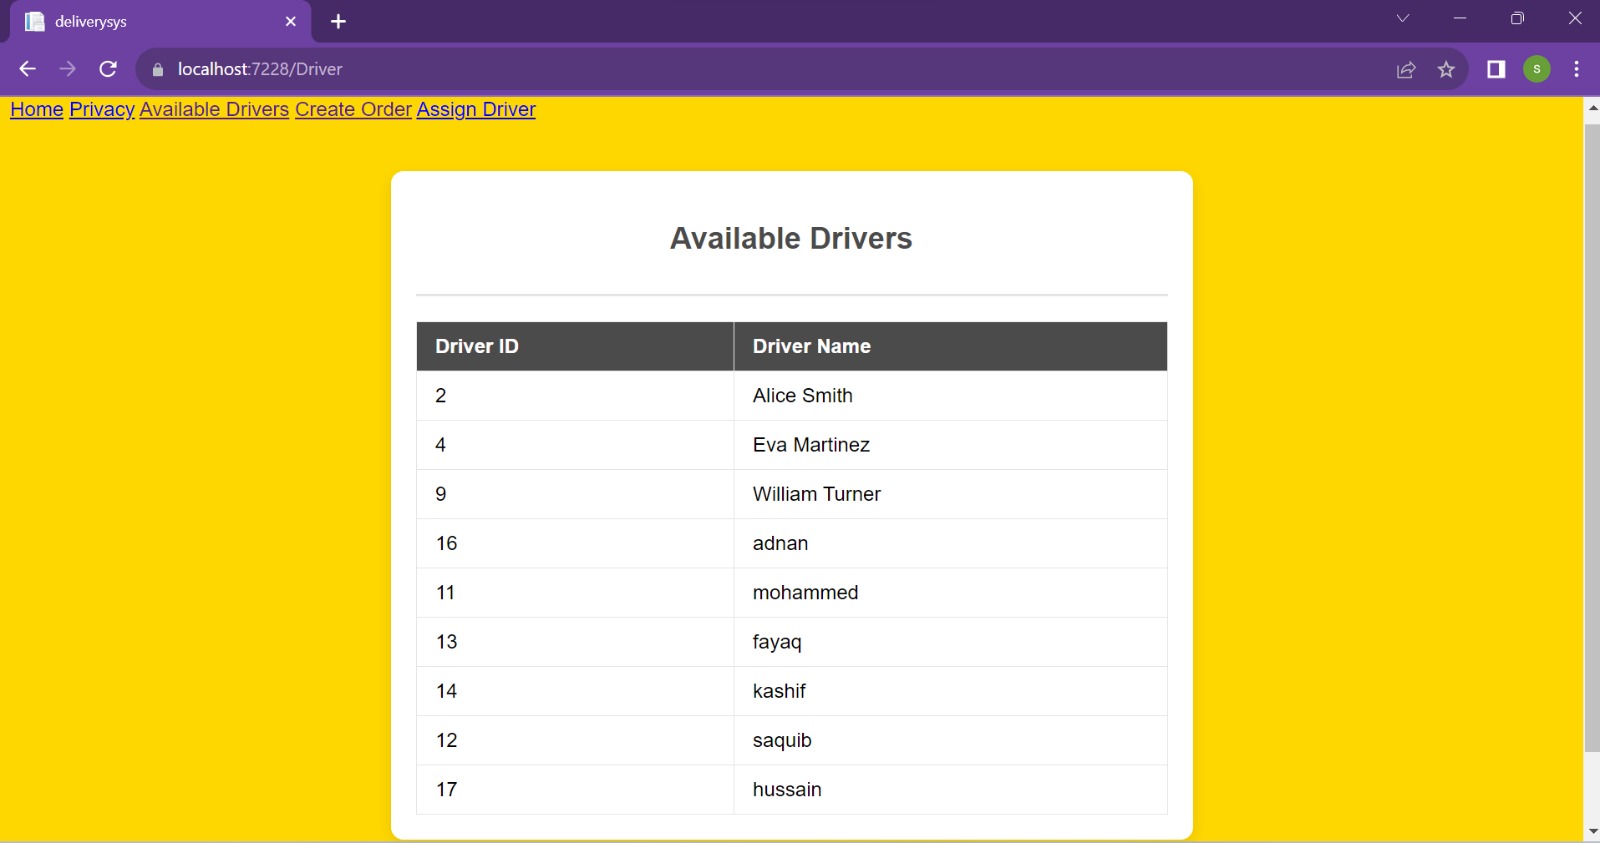 deliverysys
localhost:7228/Driver
S
Home Privacy Available Drivers Create Order Assign Driver
Available Drivers
Driver ID Driver Name
2 Alice Smith
4 Eva Martinez
9 William Turner
16 adnan
11 mohammed
13 fayaq
14 kashif
12 saquib
17 hussain